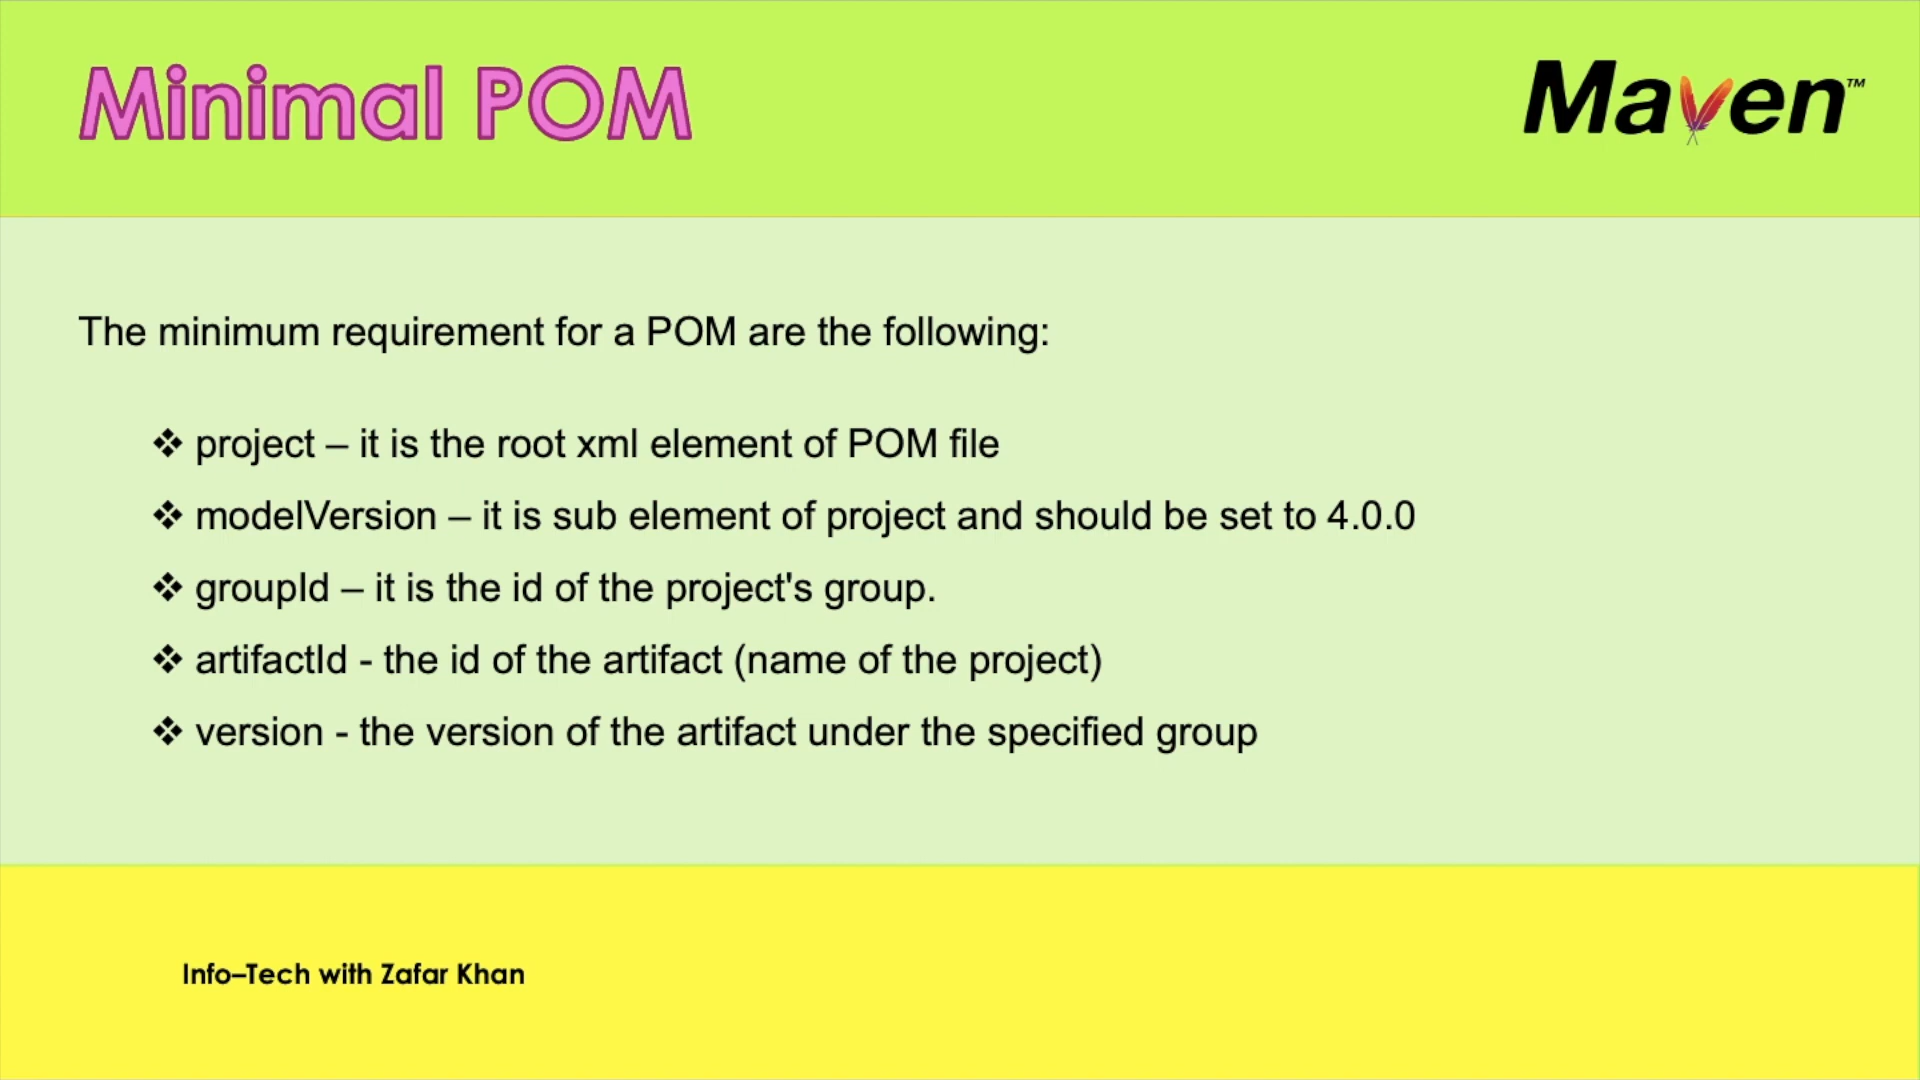 Minimal POM
Maven™
The minimum requirement for a POM are the following:
❖ project – it is the root xml element of POM file
❖ modelVersion – it is sub element of project and should be set to 4.0.0
❖ groupId – it is the id of the project's group.
❖ artifactId - the id of the artifact (name of the project)
❖ version - the version of the artifact under the specified group
Info–Tech with Zafar Khan